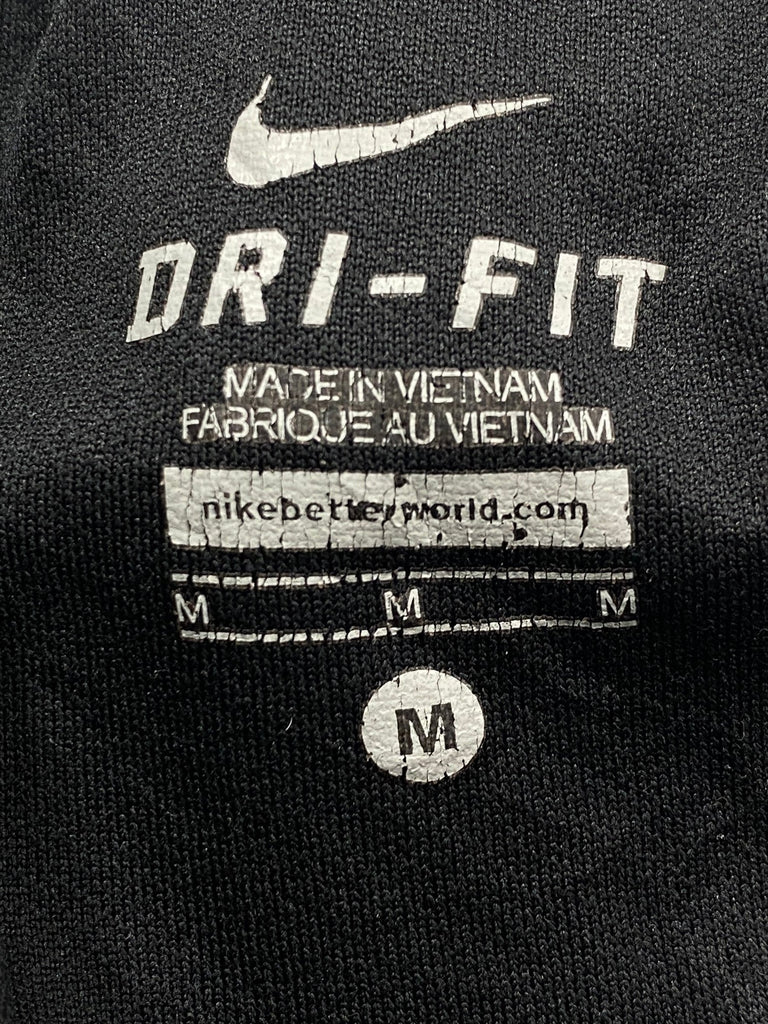 DRI-FIT
MADE IN VIETNAM
FABRIQUE AU VIETNAM
nikebetterworld.com
M M M
M